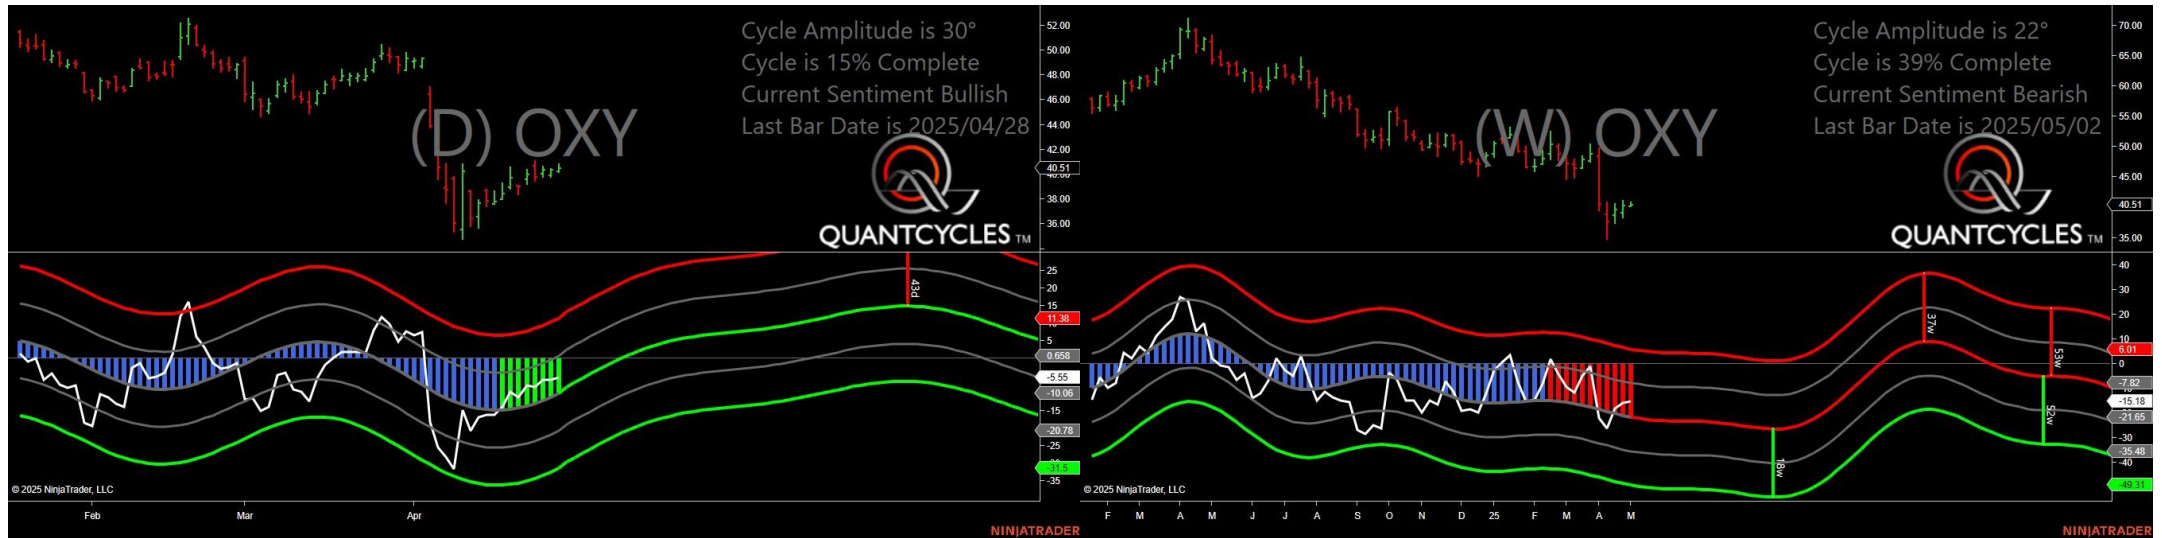 Cycle Amplitude is 30°
Cycle is 15% Complete
Current Sentiment Bullish
Last Bar Date is 2025/04/28
(D) OXY
QUANTCYCLES TM
52.00
50.00
48.00
46.00
44.00
42.00
40.51
38.00
36.00
43d
25
20
15
11.38
5
0.658
-5.55
-10.06
-15
-20.78
-25
-31.5
-35
© 2025 NinjaTrader, LLC
Feb Mar Apr
NINJATRADER
Cycle Amplitude is 22°
Cycle is 39% Complete
Current Sentiment Bearish
Last Bar Date is 2025/05/02
(W) OXY
QUANTCYCLES TM
70.00
65.00
60.00
55.00
50.00
45.00
40.51
35.00
37w
53w
52w
18w
40
30
20
10
6.01
0
-7.82
-15.18
-21.65
-30
-35.48
-40
-49.31
© 2025 NinjaTrader, LLC
F M A M J J A S O N D 25 F M A M
NINJATRADER